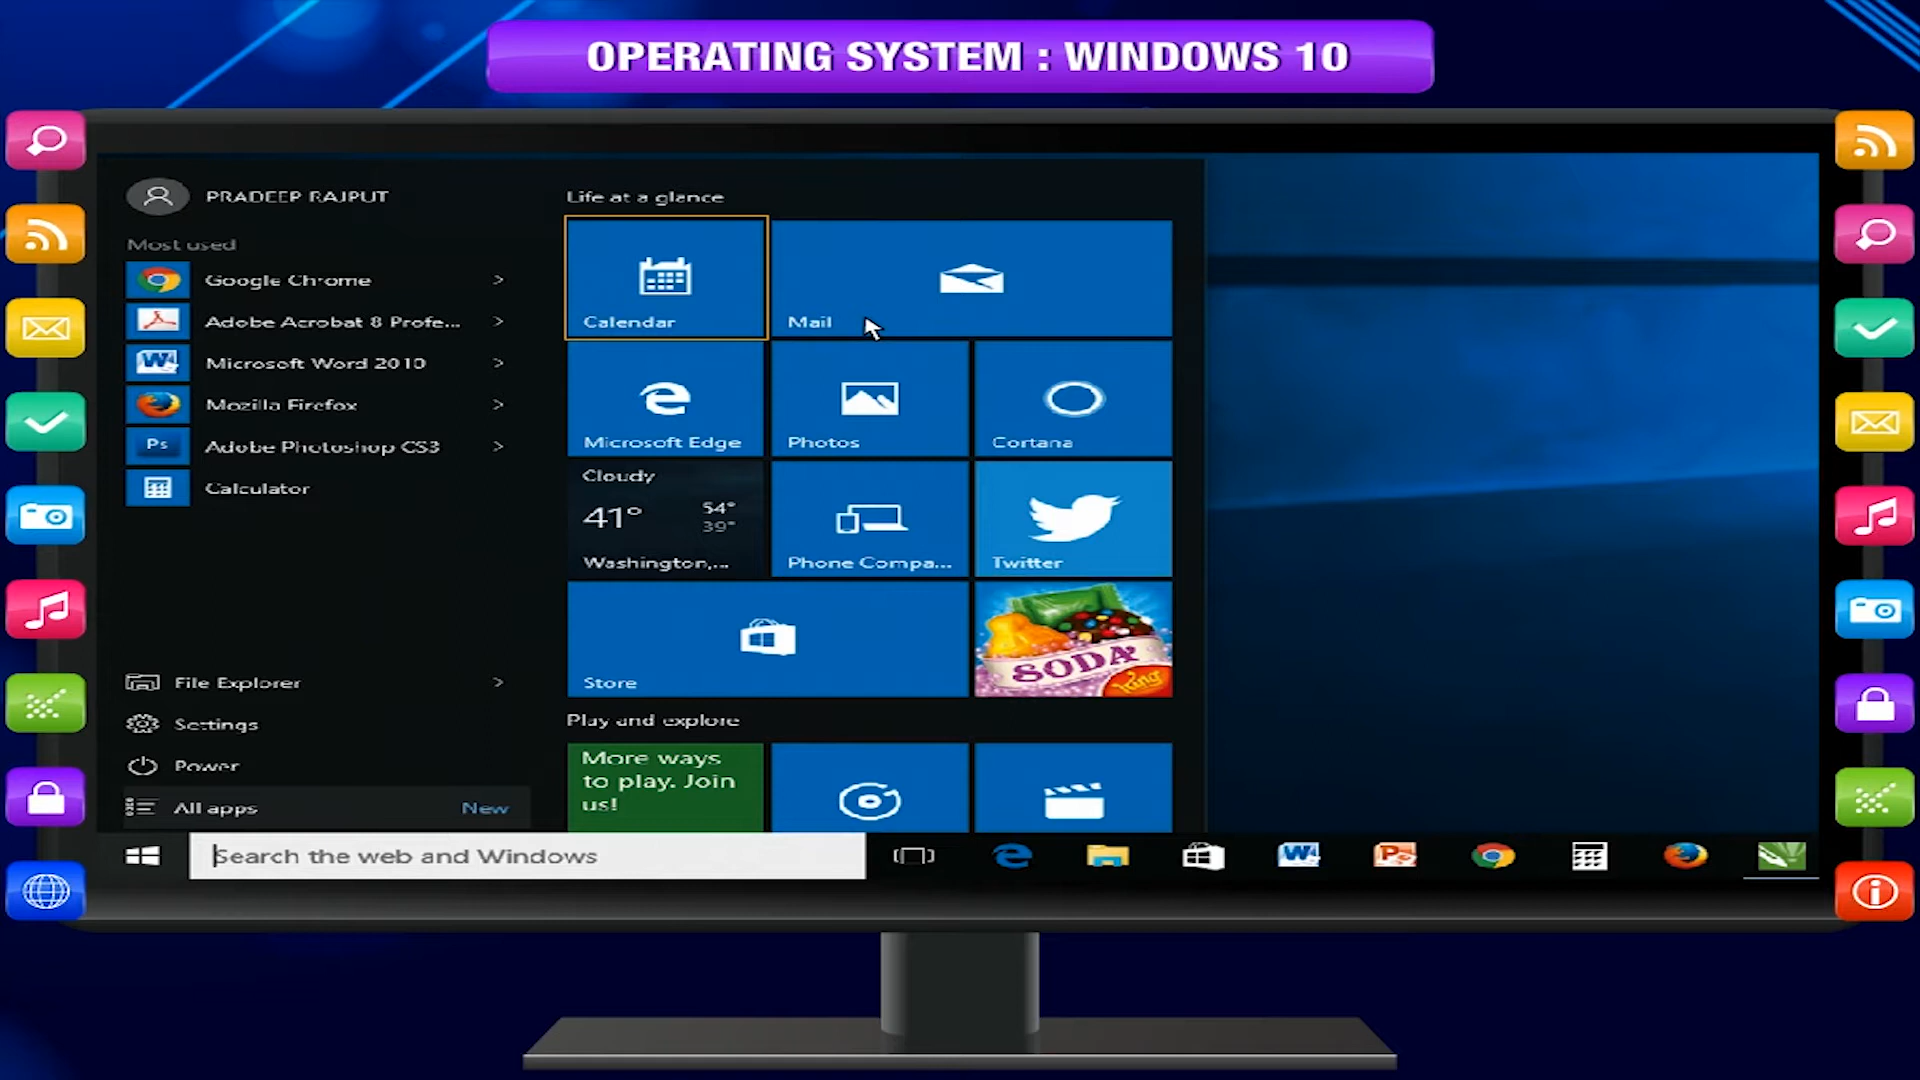 OPERATING SYSTEM : WINDOWS 10
PRADEEP RAJPUT
Most used
Google Chrome
Adobe Acrobat 8 Profe...
Microsoft Word 2010
Mozilla Firefox
Ps
Adobe Photoshop CS3
Calculator
File Explorer
Settings
Power
All apps
New
Life at a glance
Calendar
Mail
Microsoft Edge
Photos
Cortana
Cloudy
41°
54°
39°
Washington,...
Phone Compa...
Twitter
Store
SODA
King
Play and explore
More ways
to play. Join
us!
Search the web and Windows